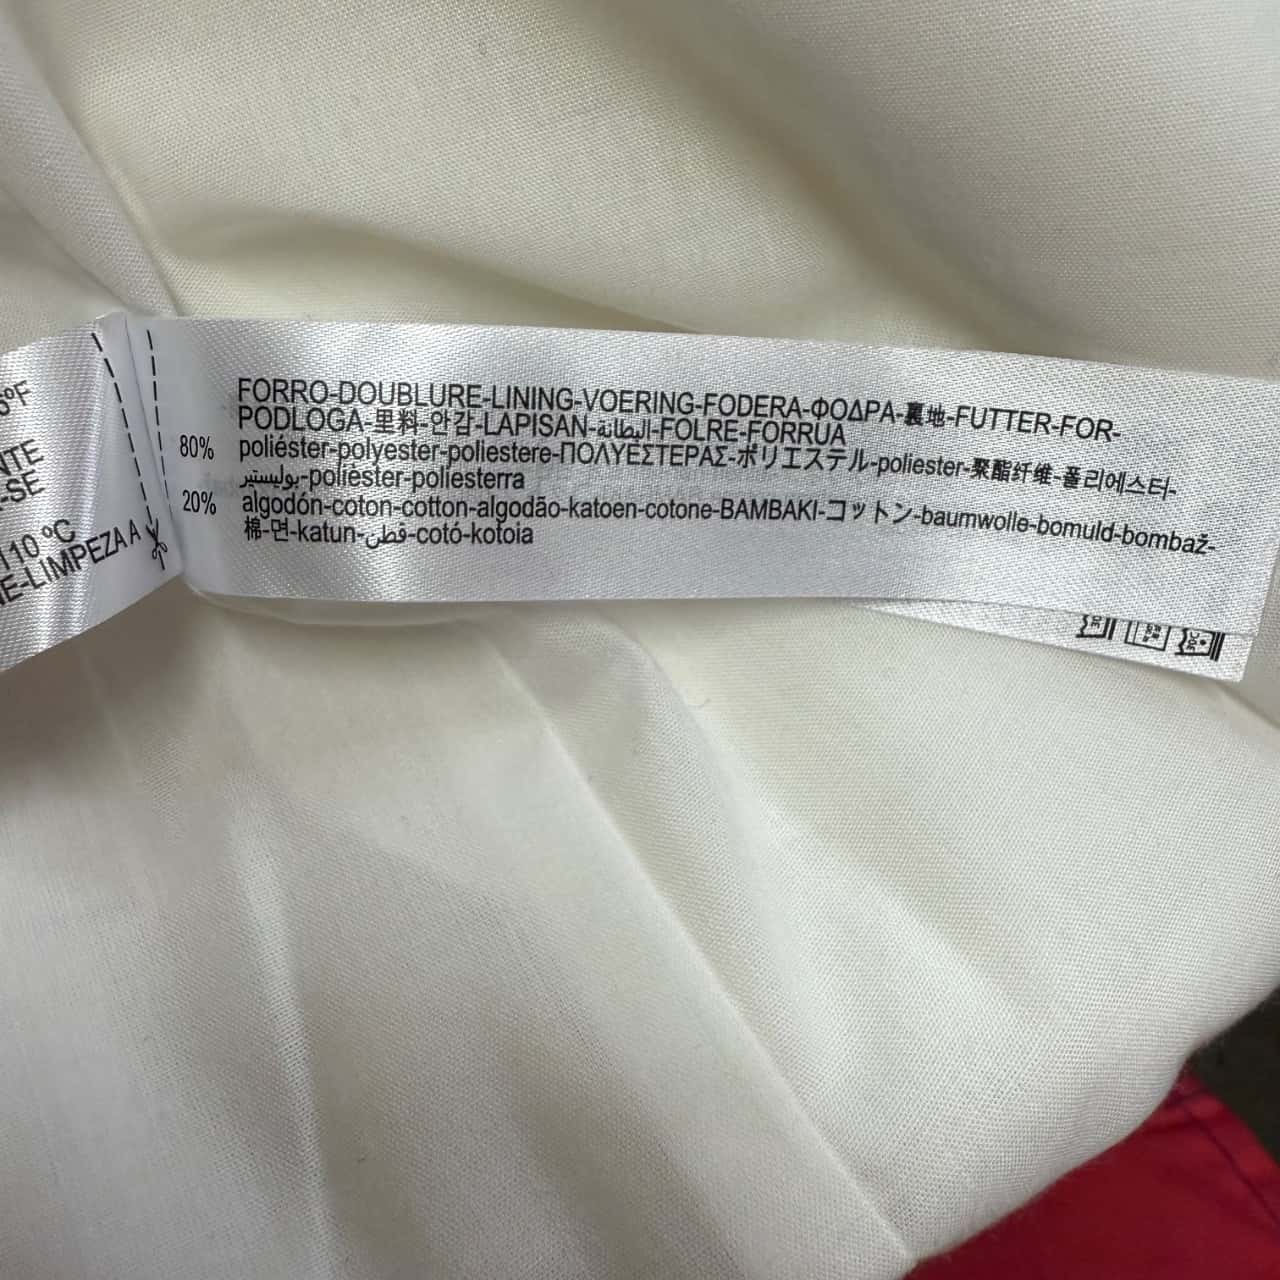 FORRO-DOUBLURE-LINING-VOERING-FODERA-ΦΟΔΡΑ-裏地-FUTTER-FOR-
PODLOGA-里料-안감-LAPISAN-البطانة-FOLRE-FORRUA
80% poliéster-polyester-poliestere-ΠΟΛΥΕΣΤΕΡΑΣ-ポリエステル-poliester-聚酯纤维-폴리에스터-
بوليستير-poliéster-poliesterra
20% algodón-coton-cotton-algodão-katoen-cotone-BAMBAKI-コットン-baumwolle-bomuld-bombaž-
棉-면-katun-قطن-cotó-kotoia
ºF
NTE
-SE
110 ºC
E-LIMPEZA A